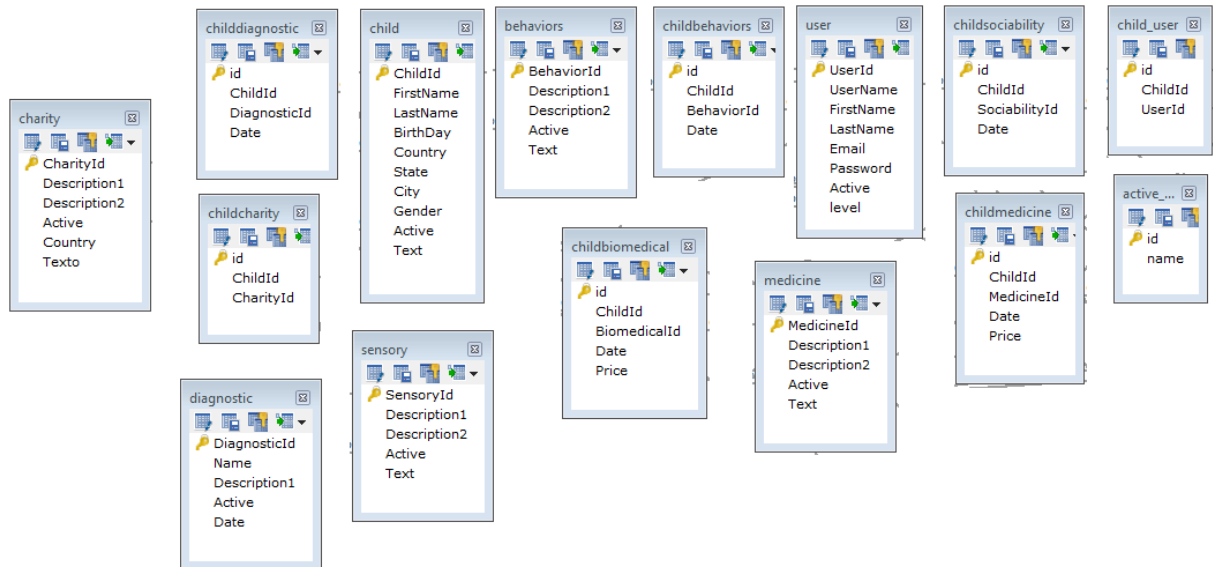 charity
CharityId
Description1
Description2
Active
Country
Texto
childdiagnostic
id
ChildId
DiagnosticId
Date
childcharity
id
ChildId
CharityId
diagnostic
DiagnosticId
Name
Description1
Active
Date
child
ChildId
FirstName
LastName
BirthDay
Country
State
City
Gender
Active
Text
sensory
SensoryId
Description1
Description2
Active
Text
behaviors
BehaviorId
Description1
Description2
Active
Text
childbiomedical
id
ChildId
BiomedicalId
Date
Price
childbehaviors
id
ChildId
BehaviorId
Date
user
UserId
UserName
FirstName
LastName
Email
Password
Active
level
medicine
MedicineId
Description1
Description2
Active
Text
childsociability
id
ChildId
SociabilityId
Date
childmedicine
id
ChildId
MedicineId
Date
Price
child_user
id
ChildId
UserId
active_...
id
name